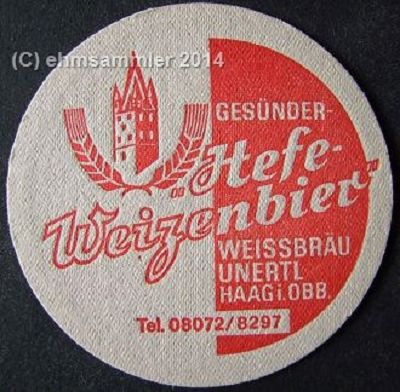 (C) ehmsammler 2014
GESÜNDER-
„Hefe-
Weizenbier"
WEISSBRÄU
UNERTL
HAAG i. OBB.
Tel. 08072/8297